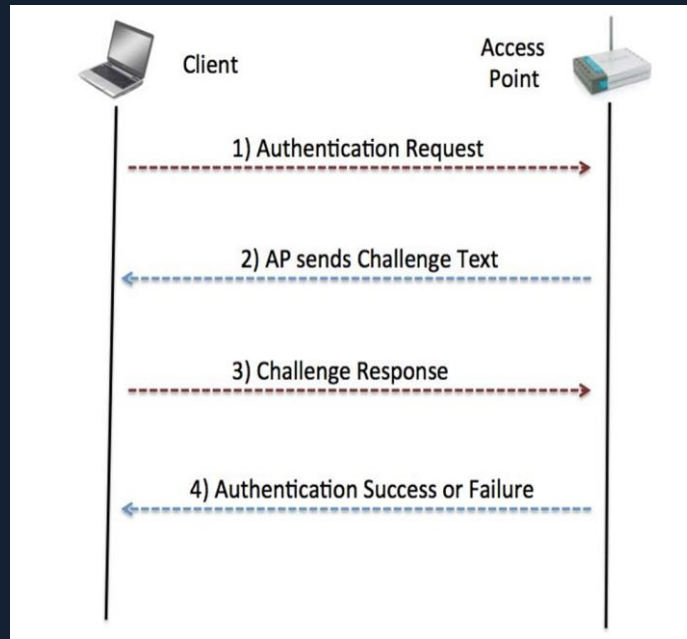 Client
Access
Point
1) Authentication Request
2) AP sends Challenge Text
3) Challenge Response
4) Authentication Success or Failure